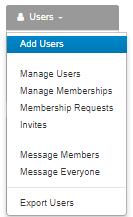 Users
Add Users
Manage Users
Manage Memberships
Membership Requests
Invites
Message Members
Message Everyone
Export Users